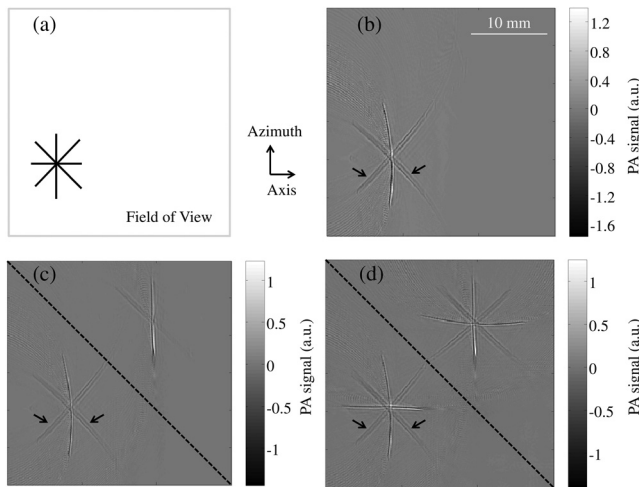 (a)
Field of View
Azimuth
Axis
(b)
10 mm
1.2
0.8
0.4
0
-0.4
-0.8
-1.2
-1.6
PA signal (a.u.)
(c)
1
0.5
0
-0.5
-1
PA signal (a.u.)
(d)
1
0.5
0
-0.5
-1
PA signal (a.u.)